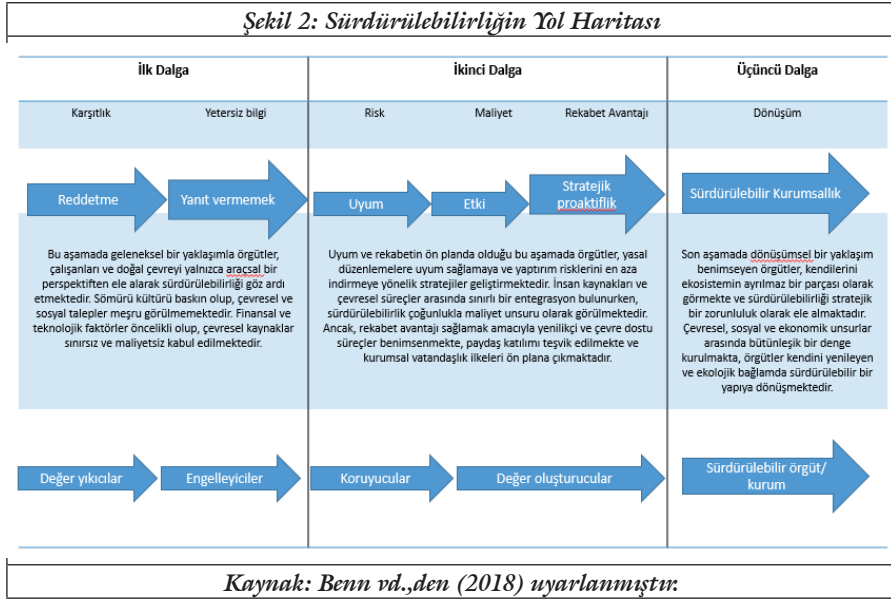 Şekil 2: Sürdürülebilirliğin Yol Haritası
İlk Dalga
İkinci Dalga
Üçüncü Dalga
Karşıtlık
Yetersiz bilgi
Risk
Maliyet
Rekabet Avantajı
Dönüşüm
Reddetme
Yanıt vermemek
Uyum
Etki
Stratejik
proaktiflik
Sürdürülebilir Kurumsallık
Bu aşamada geleneksel bir yaklaşımla örgütler,
çalışanları ve doğal çevreyi yalnızca araçsal bir
perspektiften ele alarak sürdürülebilirliği göz ardı
etmektedir. Sömürü kültürü baskın olup, çevresel ve
sosyal talepler meşru görülmemektedir. Finansal ve
teknolojik faktörler öncelikli olup, çevresel kaynaklar
sınırsız ve maliyetsiz kabul edilmektedir.
Uyum ve rekabetin ön planda olduğu bu aşamada örgütler, yasal
düzenlemelere uyum sağlamaya ve yaptırım risklerini en aza
indirmeye yönelik stratejiler geliştirmektedir. İnsan kaynakları ve
çevresel süreçler arasında sınırlı bir entegrasyon bulunurken,
sürdürülebilirlik çoğunlukla maliyet unsuru olarak görülmektedir.
Ancak, rekabet avantajı sağlamak amacıyla yenilikçi ve çevre dostu
süreçler benimsenmekte, paydaş katılımı teşvik edilmekte ve
kurumsal vatandaşlık ilkeleri ön plana çıkmaktadır.
Son aşamada dönüşümsel bir yaklaşım
benimseyen örgütler, kendilerini
ekosistemin ayrılmaz bir parçası olarak
görmekte ve sürdürülebilirliği stratejik
bir zorunluluk olarak ele almaktadır.
Çevresel, sosyal ve ekonomik unsurlar
arasında bütünleşik bir denge
kurulmakta, örgütler kendini yenileyen
ve ekolojik bağlamda sürdürülebilir bir
yapıya dönüşmektedir.
Değer yıkıcılar
Engelleyiciler
Koruyucular
Değer oluşturucular
Sürdürülebilir örgüt/
kurum
Kaynak: Benn vd.,den (2018) uyarlanmıştır.